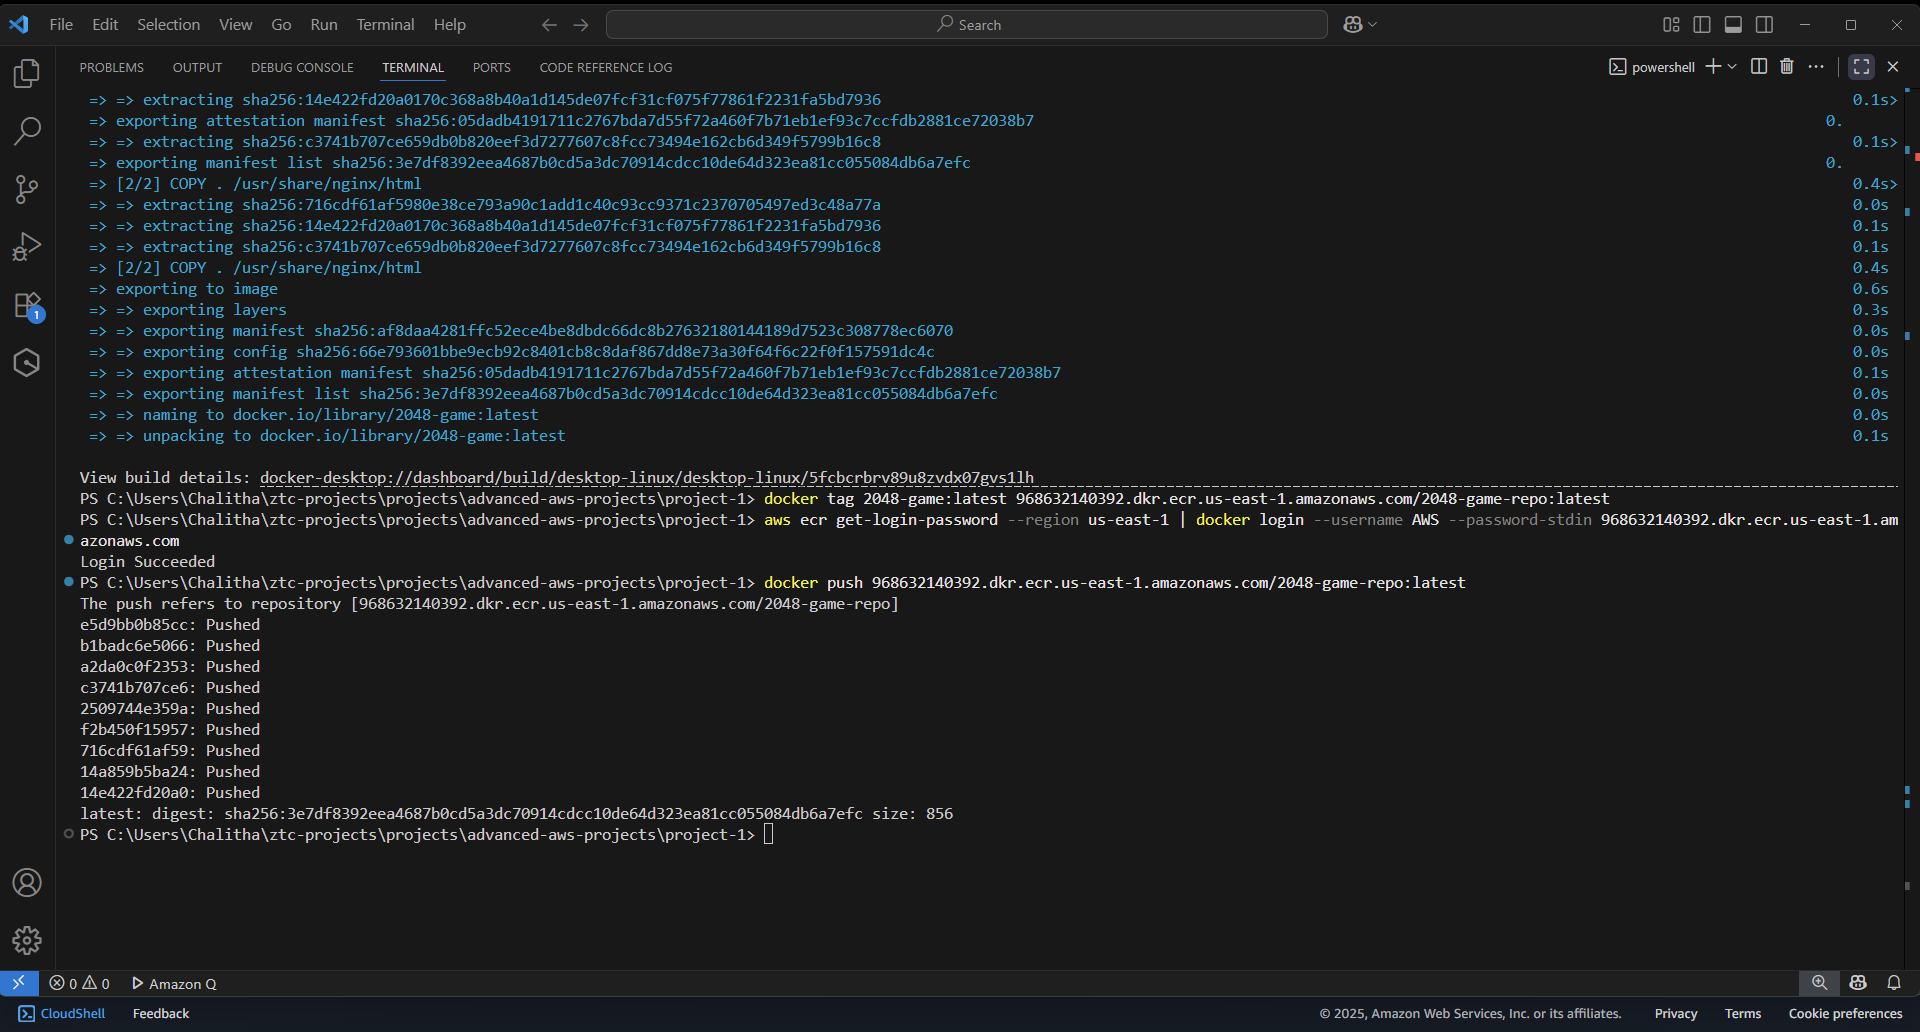 File Edit Selection View Go Run Terminal Help
Search
PROBLEMS OUTPUT DEBUG CONSOLE TERMINAL PORTS CODE REFERENCE LOG
powershell
=> => extracting sha256:14e422fd20a0170c368a8b40a1d145de07fcf31cf075f77861f2231fa5bd7936 0.1s>
=> exporting attestation manifest sha256:05dadb4191711c2767bda7d55f72a460f7b71eb1ef93c7ccfdb2881ce72038b7 0.
=> => extracting sha256:c3741b707ce659db0b820eef3d7277607c8fcc73494e162cb6d349f5799b16c8 0.1s>
=> exporting manifest list sha256:3e7df8392eea4687b0cd5a3dc70914cdcc10de64d323ea81cc055084db6a7efc 0.
=> [2/2] COPY . /usr/share/nginx/html 0.4s>
=> => extracting sha256:716cdf61af5980e38ce793a90c1add1c40c93cc9371c2370705497ed3c48a77a 0.0s
=> => extracting sha256:14e422fd20a0170c368a8b40a1d145de07fcf31cf075f77861f2231fa5bd7936 0.1s
=> => extracting sha256:c3741b707ce659db0b820eef3d7277607c8fcc73494e162cb6d349f5799b16c8 0.1s
=> [2/2] COPY . /usr/share/nginx/html 0.4s
=> exporting to image 0.6s
=> => exporting layers 0.3s
=> => exporting manifest sha256:af8daa4281ffc52ece4be8dbdc66dc8b27632180144189d7523c308778ec6070 0.0s
=> => exporting config sha256:66e793601bbe9ecb92c8401cb8c8daf867dd8e73a30f64f6c22f0f157591dc4c 0.0s
=> => exporting attestation manifest sha256:05dadb4191711c2767bda7d55f72a460f7b71eb1ef93c7ccfdb2881ce72038b7 0.1s
=> => exporting manifest list sha256:3e7df8392eea4687b0cd5a3dc70914cdcc10de64d323ea81cc055084db6a7efc 0.0s
=> => naming to docker.io/library/2048-game:latest 0.0s
=> => unpacking to docker.io/library/2048-game:latest 0.1s
View build details: docker-desktop://dashboard/build/desktop-linux/desktop-linux/5fcbcrbrv89u8zvdx07gvs1lh
PS C:\Users\Chalitha\ztc-projects\projects\advanced-aws-projects\project-1> docker tag 2048-game:latest 968632140392.dkr.ecr.us-east-1.amazonaws.com/2048-game-repo:latest
PS C:\Users\Chalitha\ztc-projects\projects\advanced-aws-projects\project-1> aws ecr get-login-password --region us-east-1 | docker login --username AWS --password-stdin 968632140392.dkr.ecr.us-east-1.am
azonaws.com
Login Succeeded
PS C:\Users\Chalitha\ztc-projects\projects\advanced-aws-projects\project-1> docker push 968632140392.dkr.ecr.us-east-1.amazonaws.com/2048-game-repo:latest
The push refers to repository [968632140392.dkr.ecr.us-east-1.amazonaws.com/2048-game-repo]
e5d9bb0b85cc: Pushed
b1badc6e5066: Pushed
a2da0c0f2353: Pushed
c3741b707ce6: Pushed
2509744e359a: Pushed
f2b450f15957: Pushed
716cdf61af59: Pushed
14a859b5ba24: Pushed
14e422fd20a0: Pushed
latest: digest: sha256:3e7df8392eea4687b0cd5a3dc70914cdcc10de64d323ea81cc055084db6a7efc size: 856
PS C:\Users\Chalitha\ztc-projects\projects\advanced-aws-projects\project-1>
1
0 0 Amazon Q
CloudShell Feedback © 2025, Amazon Web Services, Inc. or its affiliates. Privacy Terms Cookie preferences